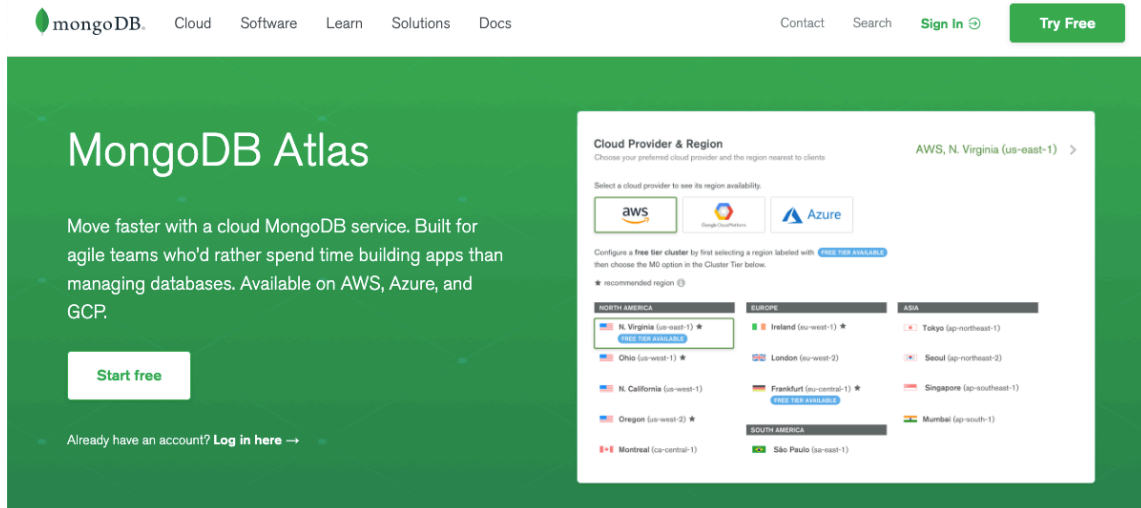 mongoDB.
Cloud
Software
Learn
Solutions
Docs
Contact
Search
Sign In
Try Free
MongoDB Atlas
Move faster with a cloud MongoDB service. Built for
agile teams who'd rather spend time building apps than
managing databases. Available on AWS, Azure, and
GCP.
Start free
Already have an account? Log in here →
Cloud Provider & Region
Choose your preferred cloud provider and the region nearest to clients
AWS, N. Virginia (us-east-1)
Select a cloud provider to see its region availability.
aws
Google Cloud Platform
Azure
Configure a free tier cluster by first selecting a region labeled with FREE TIER AVAILABLE
then choose the M0 option in the Cluster Tier below.
★ recommended region
NORTH AMERICA
N. Virginia (us-east-1) ★
FREE TIER AVAILABLE
Ohio (us-west-1) ★
N. California (us-west-1)
Oregon (us-west-2) ★
Montreal (ca-central-1)
EUROPE
Ireland (eu-west-1) ★
London (eu-west-2)
Frankfurt (eu-central-1) ★
FREE TIER AVAILABLE
SOUTH AMERICA
São Paulo (sa-east-1)
ASIA
Tokyo (ap-northeast-1)
Seoul (ap-northeast-2)
Singapore (ap-southeast-1)
Mumbai (ap-south-1)